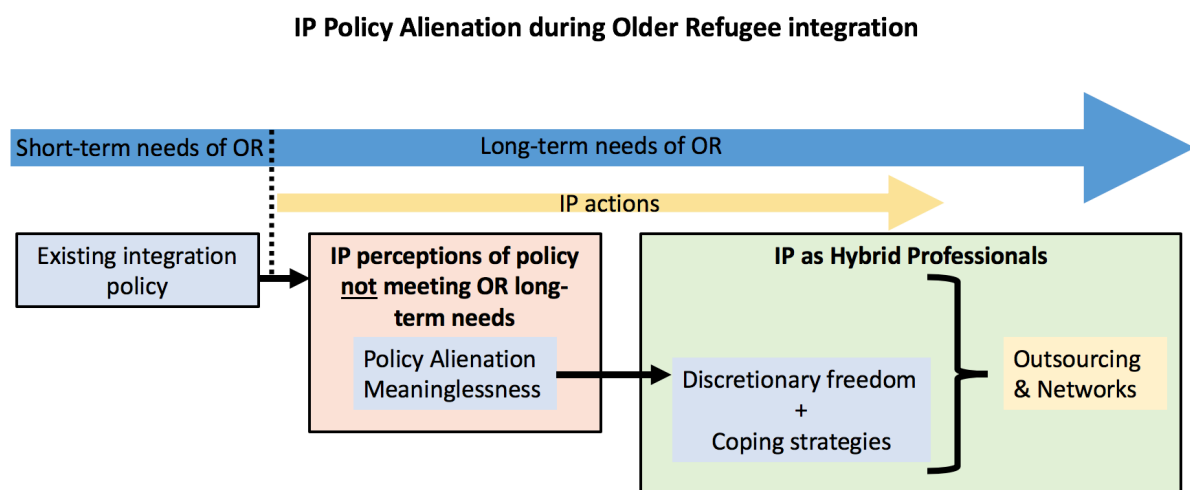 IP Policy Alienation during Older Refugee integration
Short-term needs of OR
Long-term needs of OR
IP actions
Existing integration
policy
IP perceptions of policy
not meeting OR long-
term needs
Policy Alienation
Meaninglessness
IP as Hybrid Professionals
Discretionary freedom
+
Coping strategies
Outsourcing
& Networks